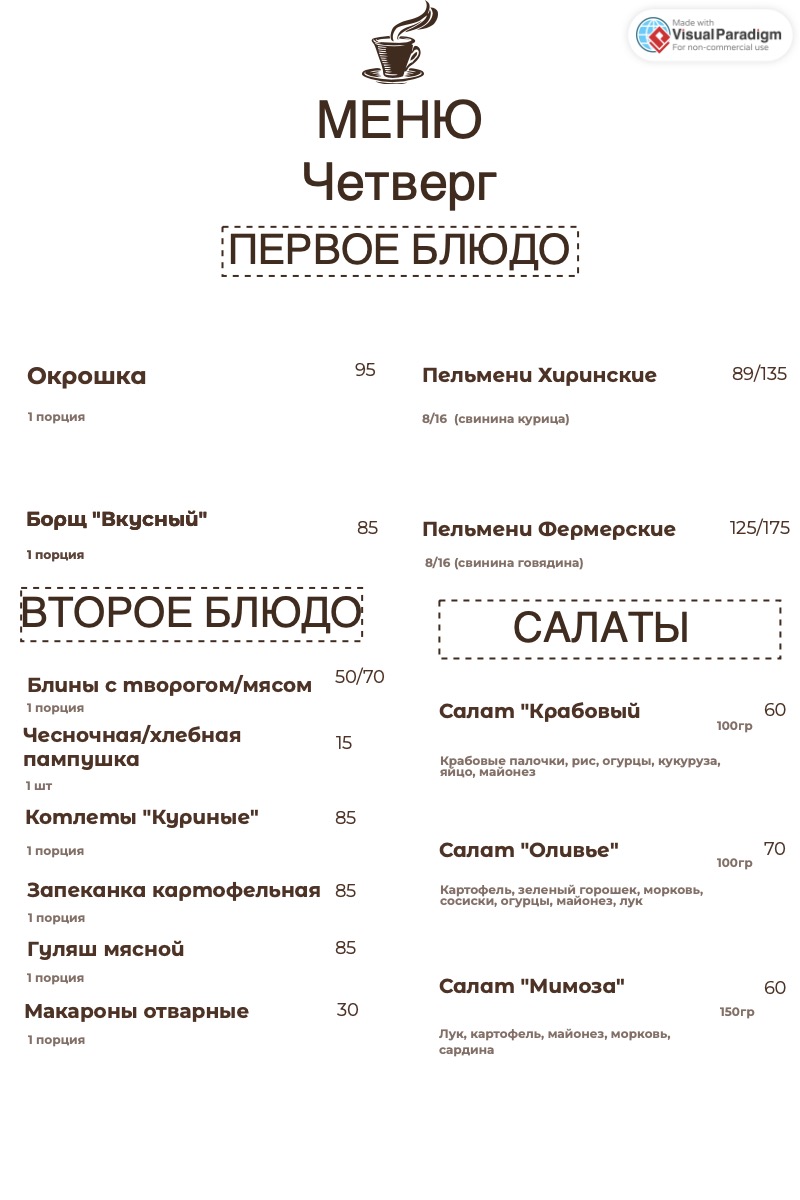 Made with
Visual Paradigm
For non-commercial use
МЕНЮ
Четверг
ПЕРВОЕ БЛЮДО
Окрошка 95
1 порция
Пельмени Хиринские 89/135
8/16 (свинина курица)
Борщ "Вкусный" 85
1 порция
Пельмени Фермерские 125/175
8/16 (свинина говядина)
ВТОРОЕ БЛЮДО
Блины с творогом/мясом 50/70
1 порция
Чесночная/хлебная
пампушка 15
1 шт
Котлеты "Куриные" 85
1 порция
Запеканка картофельная 85
1 порция
Гуляш мясной 85
1 порция
Макароны отварные 30
1 порция
САЛАТЫ
Салат "Крабовый 60
100гр
Крабовые палочки, рис, огурцы, кукуруза,
яйцо, майонез
Салат "Оливье" 70
100гр
Картофель, зеленый горошек, морковь,
сосиски, огурцы, майонез, лук
Салат "Мимоза" 60
150гр
Лук, картофель, майонез, морковь,
сардина